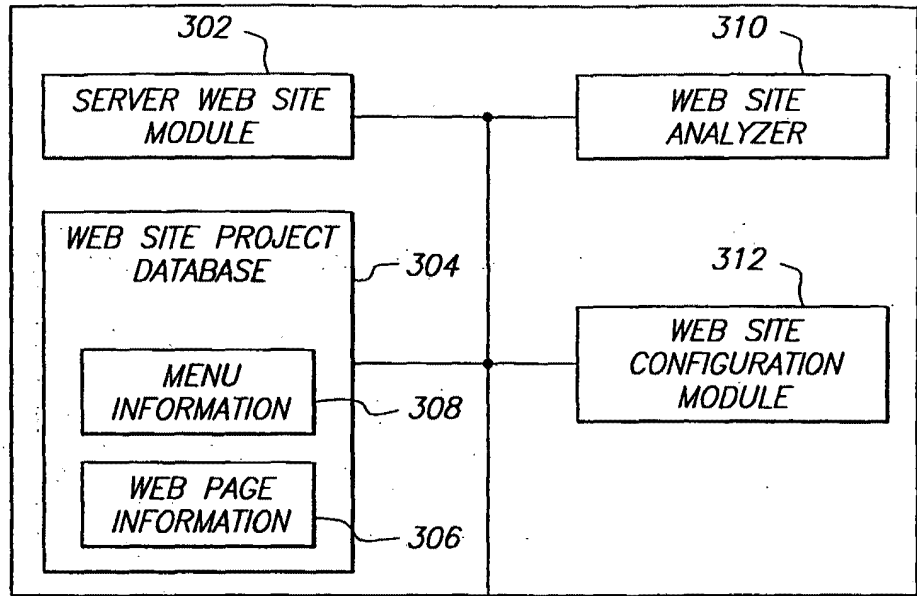 302
SERVER WEB SITE
MODULE
310
WEB SITE
ANALYZER
WEB SITE PROJECT
DATABASE
304
MENU
INFORMATION
308
WEB PAGE
INFORMATION
306
312
WEB SITE
CONFIGURATION
MODULE